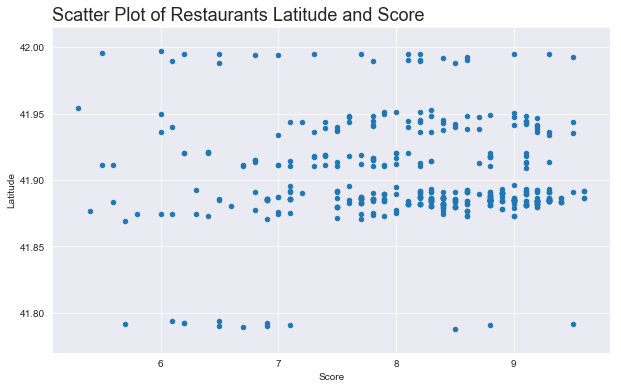 Scatter Plot of Restaurants Latitude and Score
42.00
41.95
41.90
41.85
41.80
Latitude
6 7 8 9
Score